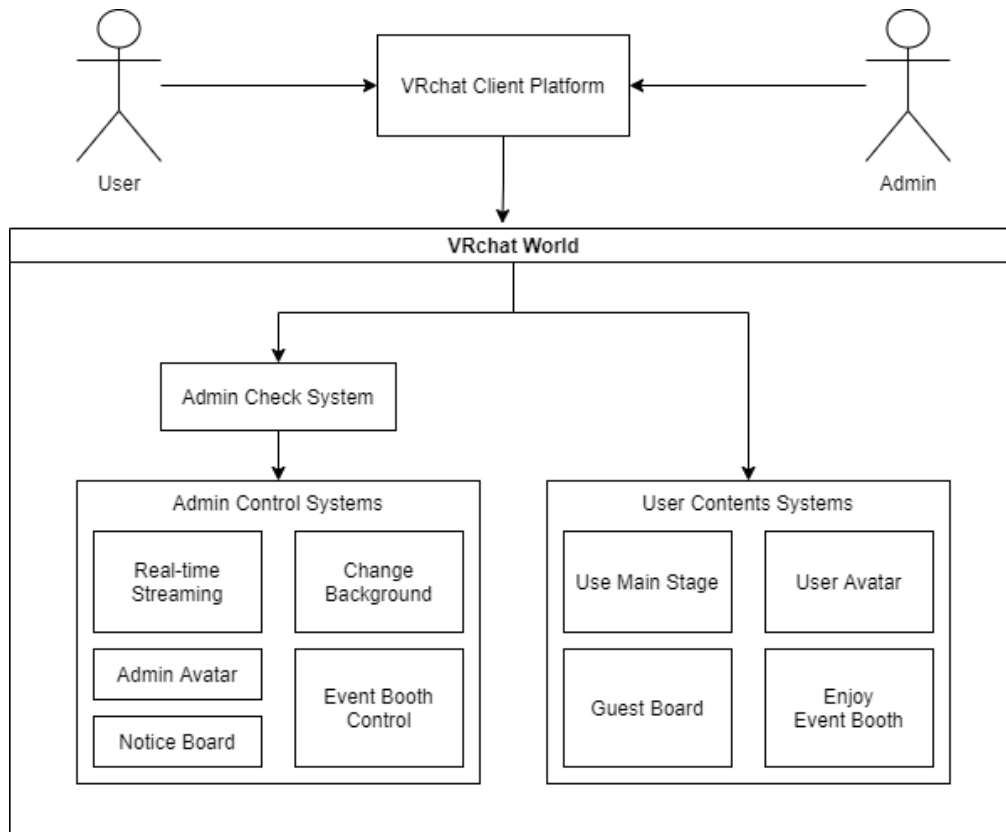 VRchat Client Platform
User
Admin
VRchat World
Admin Check System
Admin Control Systems
Real-time
Streaming
Change
Background
Admin Avatar
Notice Board
Event Booth
Control
User Contents Systems
Use Main Stage
User Avatar
Guest Board
Enjoy
Event Booth